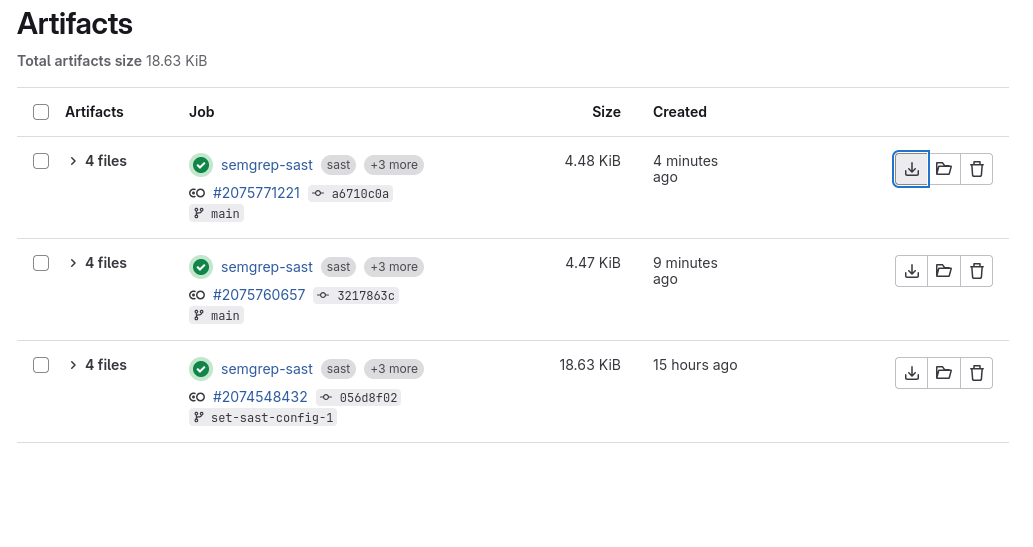 Artifacts
Total artifacts size 18.63 KiB
Artifacts Job Size Created
4 files semgrep-sast sast +3 more 4.48 KiB 4 minutes ago
#2075771221 a6710c0a
main
4 files semgrep-sast sast +3 more 4.47 KiB 9 minutes ago
#2075760657 3217863c
main
4 files semgrep-sast sast +3 more 18.63 KiB 15 hours ago
#2074548432 056d8f02
set-sast-config-1